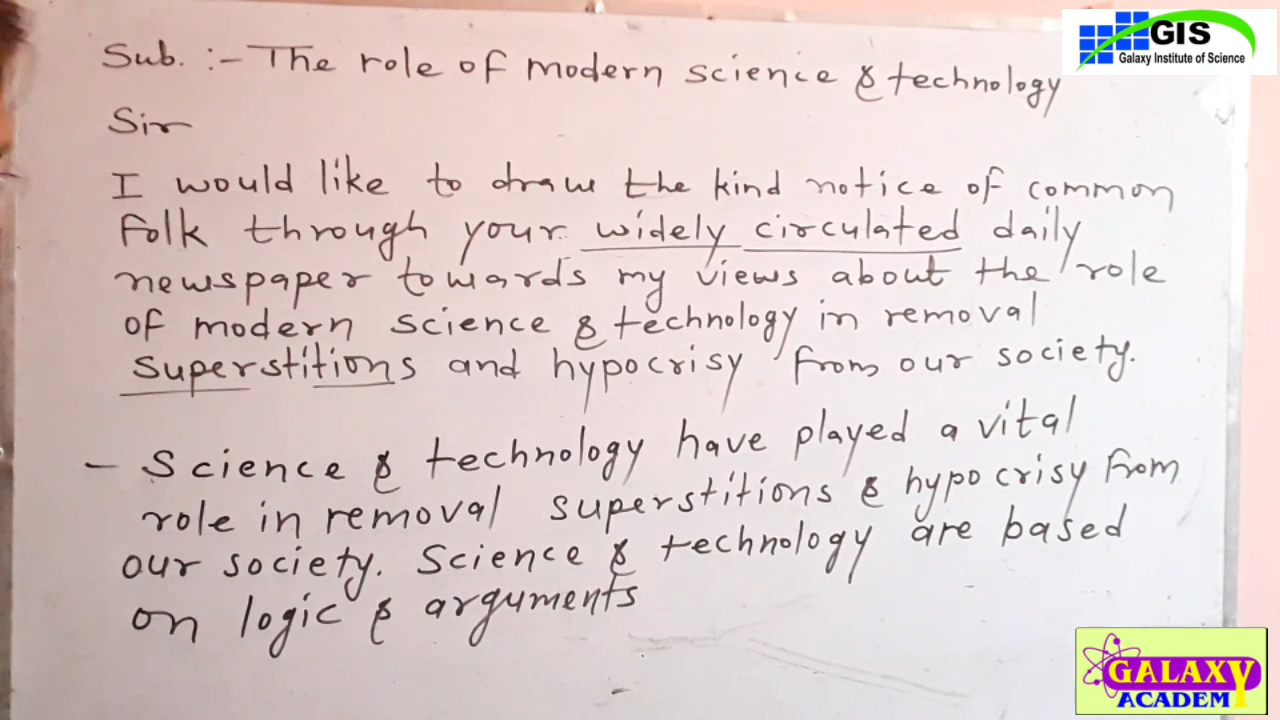 Sub. :- The role of modern science & technology
Sir
I would like to draw the kind notice of common
folk through your widely circulated daily
newspaper towards my views about the role
of modern science & technology in removal
superstitions and hypocrisy from our society.
- Science & technology have played a vital
role in removal superstitions & hypocrisy from
our society. Science & technology are based
on logic & arguments
GIS
Galaxy Institute of Science
GALAXY
ACADEMY